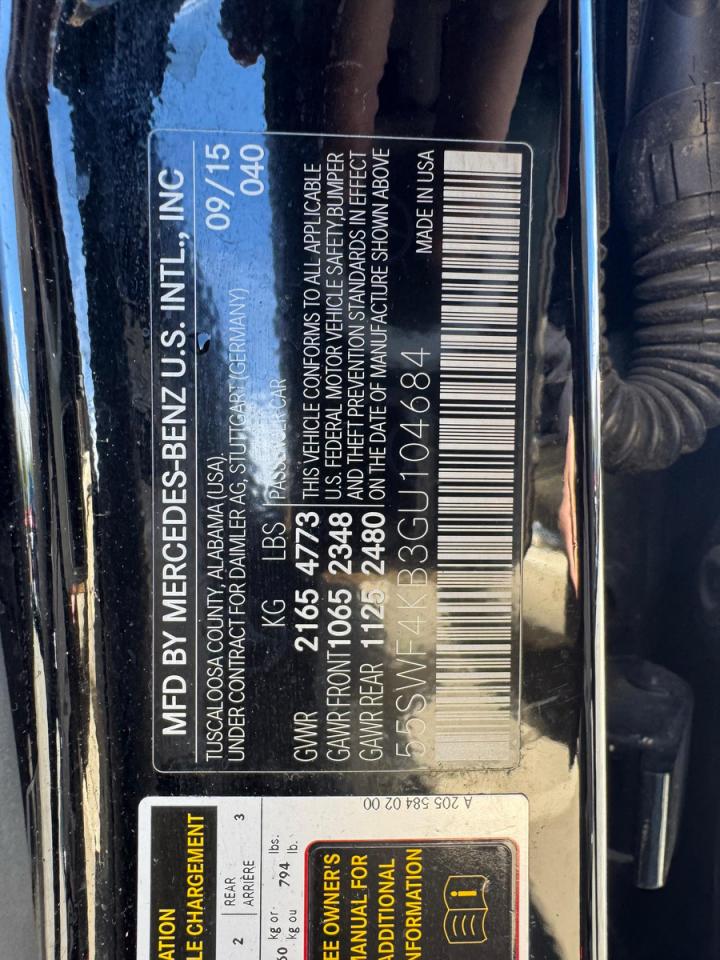 MFD BY MERCEDES-BENZ U.S. INTL., INC
TUSCALOOSA COUNTY, ALABAMA (USA)
UNDER CONTRACT FOR DAIMLER AG, STUTTGART (GERMANY)
09/15
040
KG LBS PASSENGER CAR
GVWR 2165 4773
GAWR FRONT 1065 2348
GAWR REAR 1125 2480
THIS VEHICLE CONFORMS TO ALL APPLICABLE
U.S. FEDERAL MOTOR VEHICLE SAFETY, BUMPER
AND THEFT PREVENTION STANDARDS IN EFFECT
ON THE DATE OF MANUFACTURE SHOWN ABOVE
55SWF4KB3GU104684
MADE IN USA
ATION
LE CHARGEMENT
2 REAR 3
ARRIÈRE
60 kg or 794 lbs.
kg ou lb.
EE OWNER'S
MANUAL FOR
ADDITIONAL
NFORMATION
A 205 584 02 00